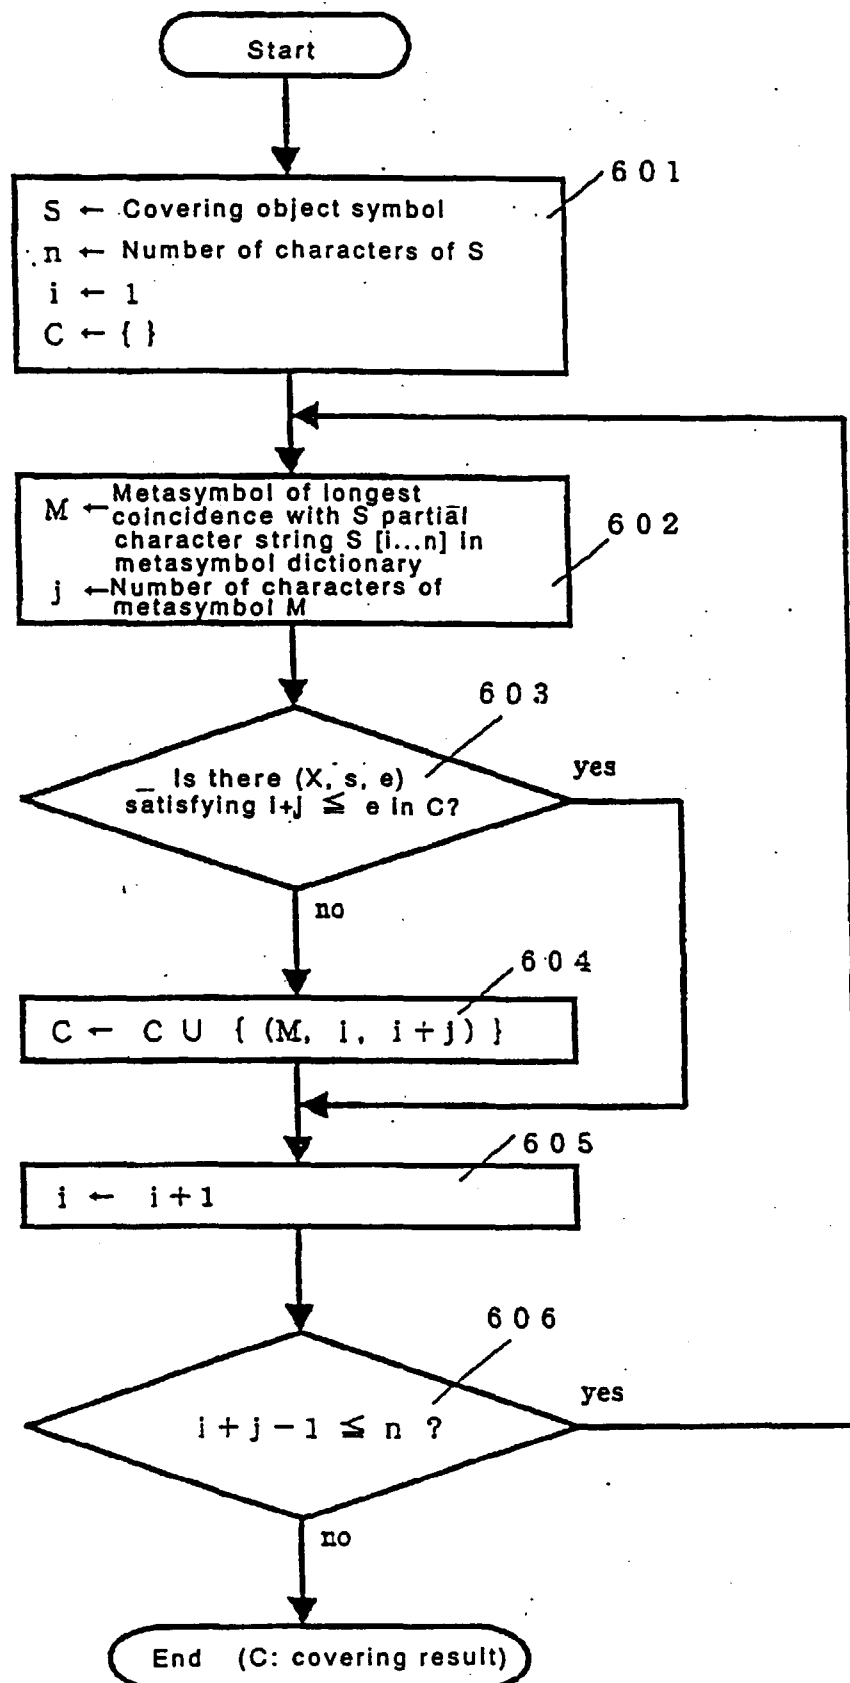 Start
601
S ← Covering object symbol
n ← Number of characters of S
i ← 1
C ← { }
M ← Metasymbol of longest
coincidence with S partial
character string S [i...n] in
metasymbol dictionary
602
j ← Number of characters of
metasymbol M
603
Is there (X, s, e)
satisfying i+j ≦ e in C?
yes
no
604
C ← C ∪ { (M, i, i+j) }
605
i ← i+1
606
i+j-1 ≦ n ?
yes
no
End (C: covering result)